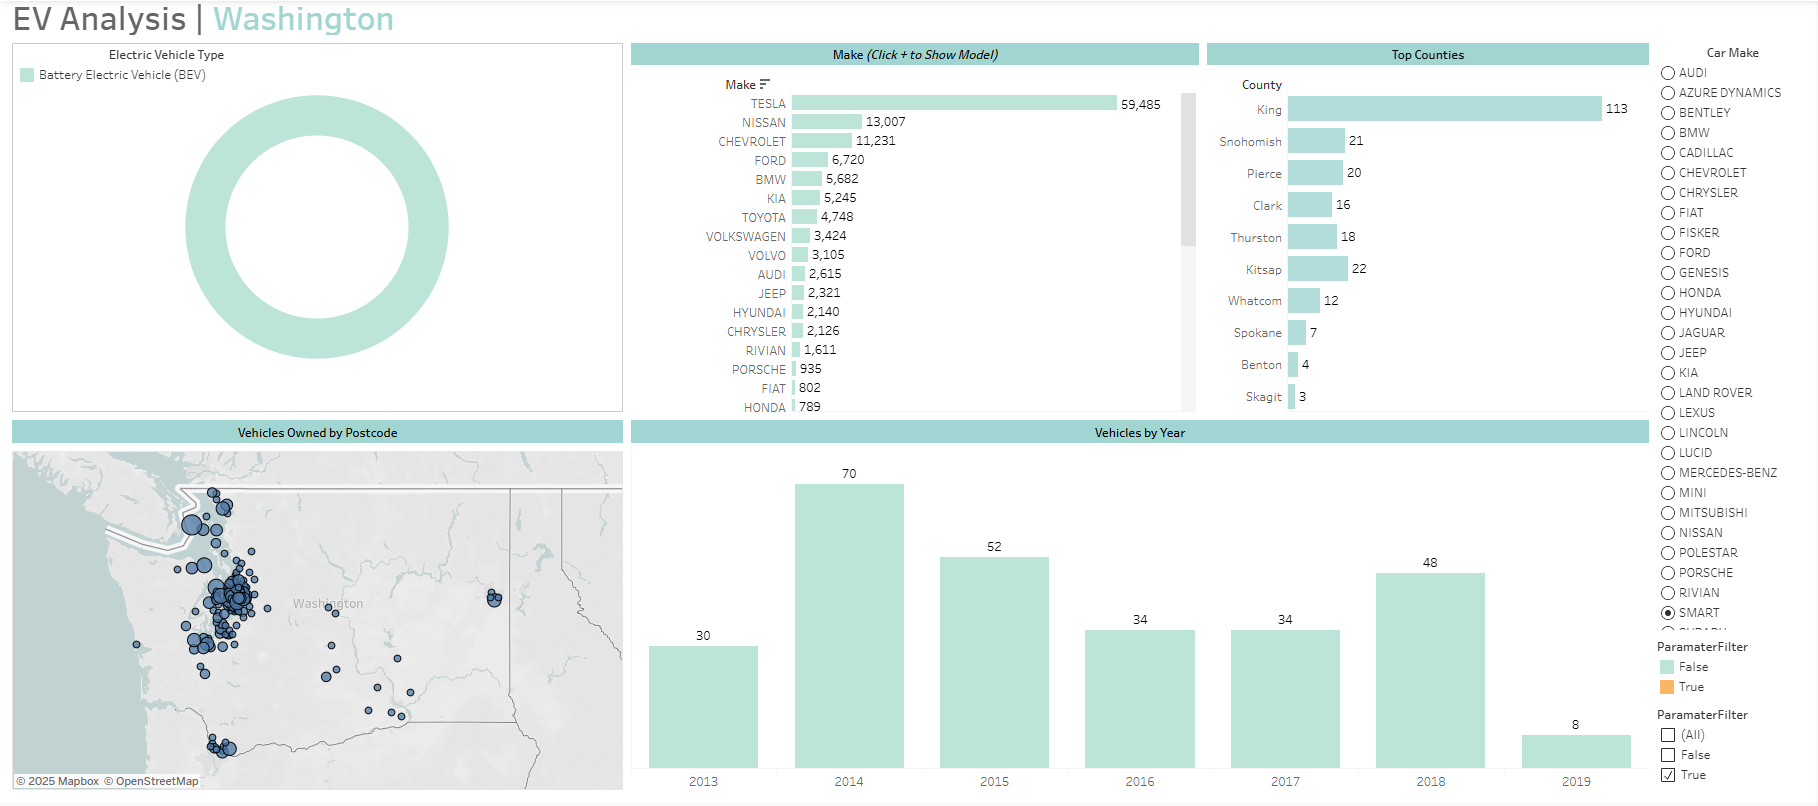 EV Analysis | Washington
Electric Vehicle Type
Battery Electric Vehicle (BEV)
Make (Click + to Show Model)
Make
TESLA 59,485
NISSAN 13,007
CHEVROLET 11,231
FORD 6,720
BMW 5,682
KIA 5,245
TOYOTA 4,748
VOLKSWAGEN 3,424
VOLVO 3,105
AUDI 2,615
JEEP 2,321
HYUNDAI 2,140
CHRYSLER 2,126
RIVIAN 1,611
PORSCHE 935
FIAT 802
HONDA 789
Top Counties
County
King 113
Snohomish 21
Pierce 20
Clark 16
Thurston 18
Kitsap 22
Whatcom 12
Spokane 7
Benton 4
Skagit 3
Car Make
AUDI
AZURE DYNAMICS
BENTLEY
BMW
CADILLAC
CHEVROLET
CHRYSLER
FIAT
FISKER
FORD
GENESIS
HONDA
HYUNDAI
JAGUAR
JEEP
KIA
LAND ROVER
LEXUS
LINCOLN
LUCID
MERCEDES-BENZ
MINI
MITSUBISHI
NISSAN
POLESTAR
PORSCHE
RIVIAN
SMART
ParamaterFilter
False
True
ParamaterFilter
(All)
False
True
Vehicles Owned by Postcode
Washington
© 2025 Mapbox © OpenStreetMap
Vehicles by Year
30
70
52
34
34
48
8
2013
2014
2015
2016
2017
2018
2019